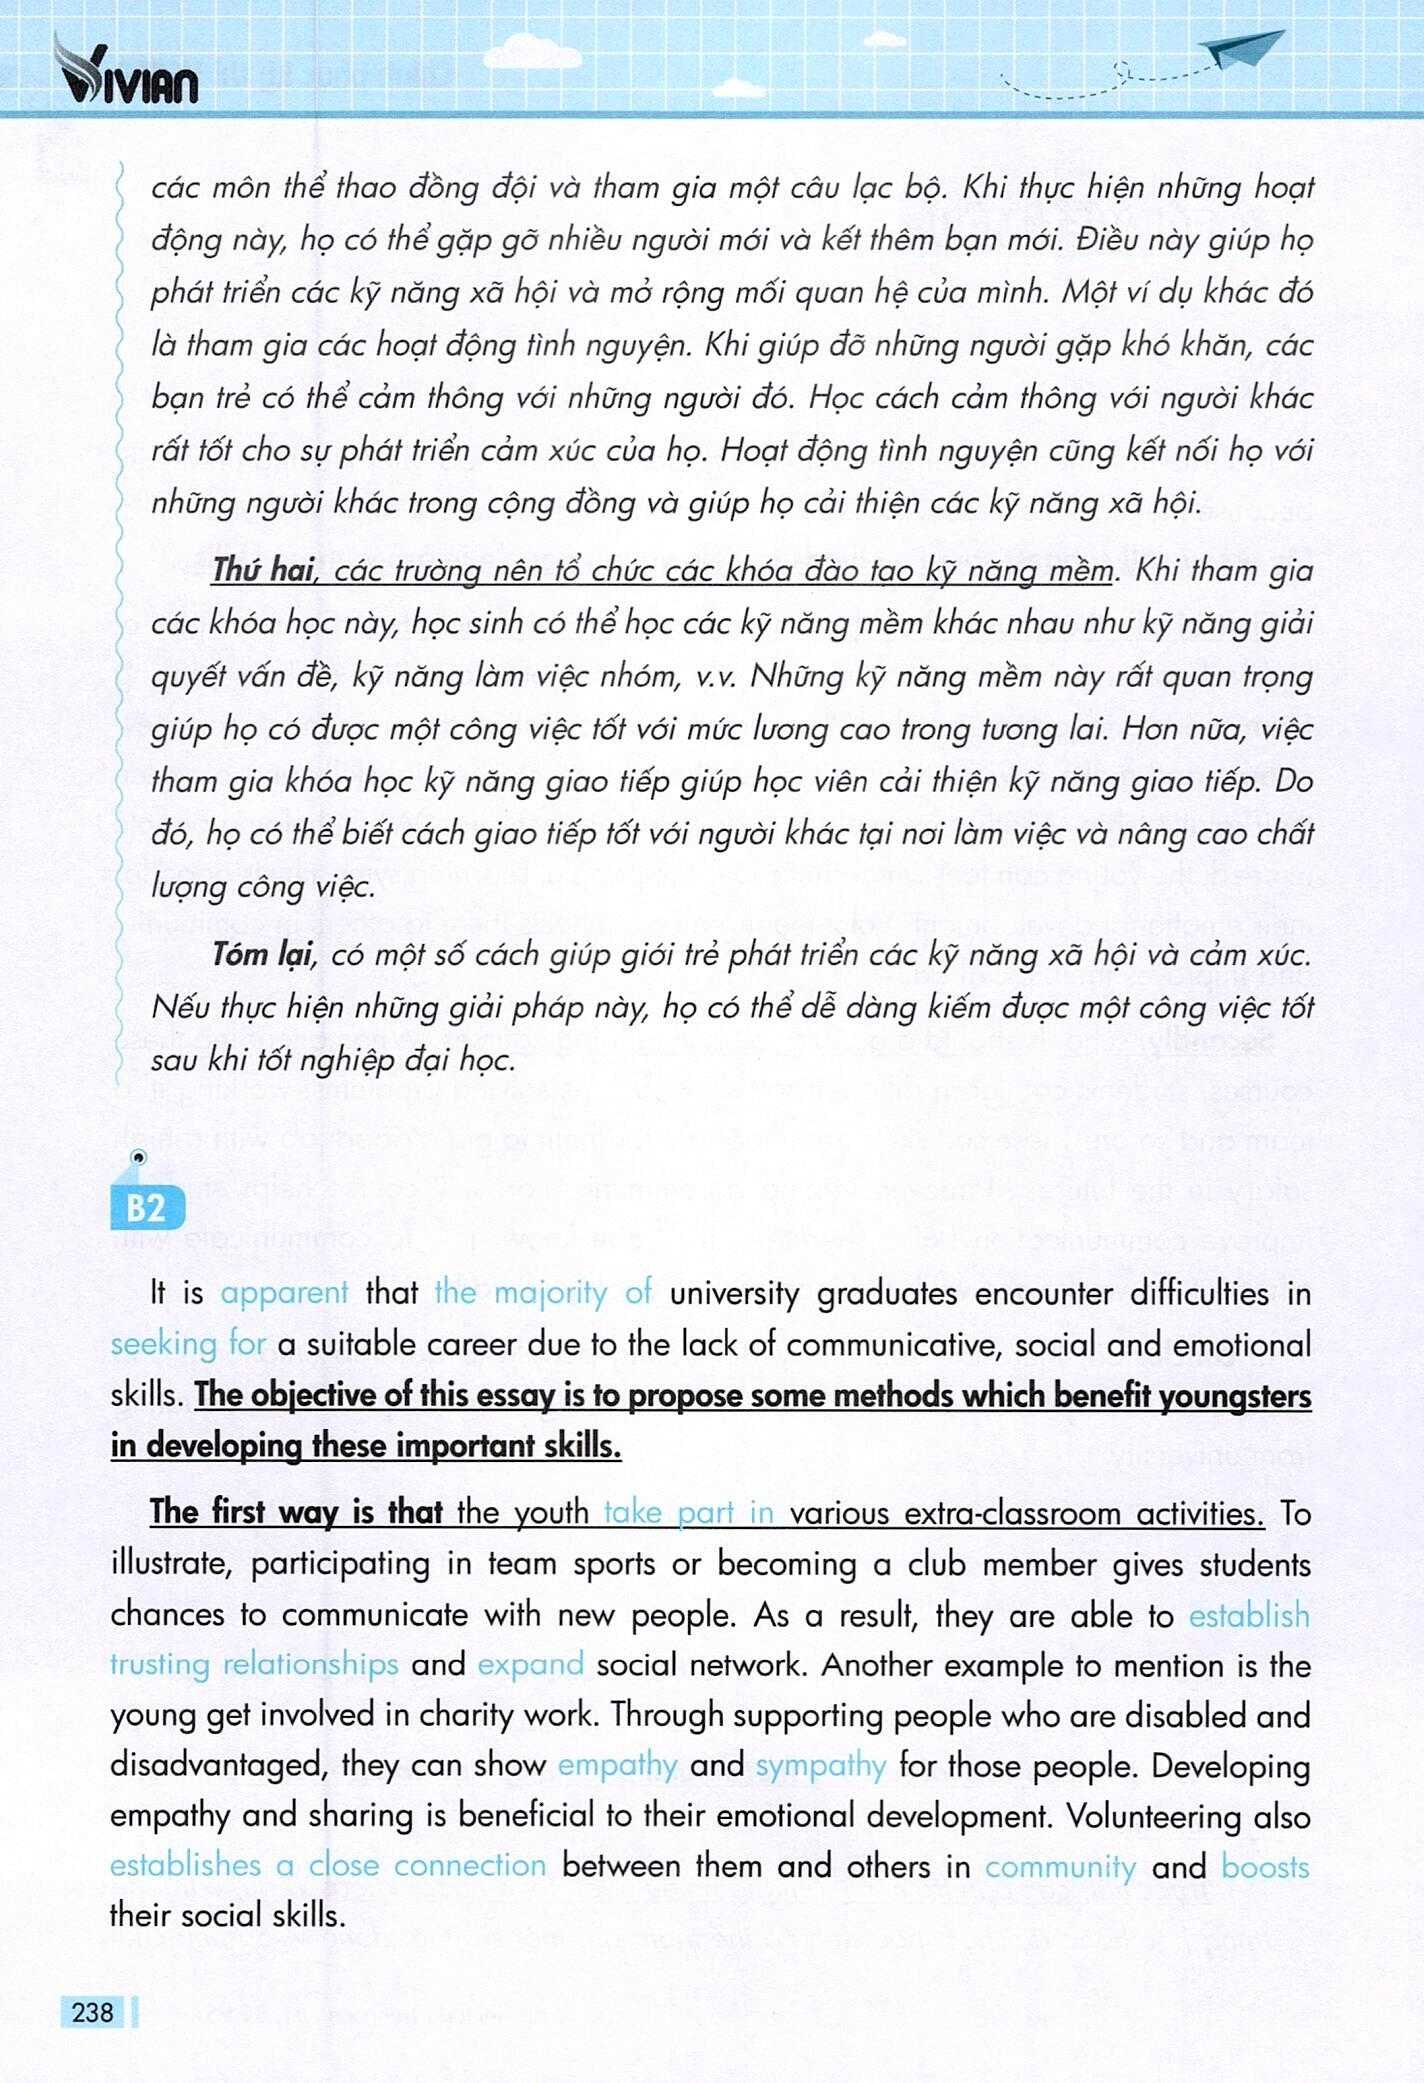 VIVIAN
các môn thể thao đồng đội và tham gia một câu lạc bộ. Khi thực hiện những hoạt
động này, họ có thể gặp gỡ nhiều người mới và kết thêm bạn mới. Điều này giúp họ
phát triển các kỹ năng xã hội và mở rộng mối quan hệ của mình. Một ví dụ khác đó
là tham gia các hoạt động tình nguyện. Khi giúp đỡ những người gặp khó khăn, các
bạn trẻ có thể cảm thông với những người đó. Học cách cảm thông với người khác
rất tốt cho sự phát triển cảm xúc của họ. Hoạt động tình nguyện cũng kết nối họ với
những người khác trong cộng đồng và giúp họ cải thiện các kỹ năng xã hội.
Thứ hai, các trường nên tổ chức các khóa đào tạo kỹ năng mềm. Khi tham gia
các khóa học này, học sinh có thể học các kỹ năng mềm khác nhau như kỹ năng giải
quyết vấn đề, kỹ năng làm việc nhóm, v.v. Những kỹ năng mềm này rất quan trọng
giúp họ có được một công việc tốt với mức lương cao trong tương lai. Hơn nữa, việc
tham gia khóa học kỹ năng giao tiếp giúp học viên cải thiện kỹ năng giao tiếp. Do
đó, họ có thể biết cách giao tiếp tốt với người khác tại nơi làm việc và nâng cao chất
lượng công việc.
Tóm lại, có một số cách giúp giới trẻ phát triển các kỹ năng xã hội và cảm xúc.
Nếu thực hiện những giải pháp này, họ có thể dễ dàng kiếm được một công việc tốt
sau khi tốt nghiệp đại học.
B2
It is apparent that the majority of university graduates encounter difficulties in
seeking for a suitable career due to the lack of communicative, social and emotional
skills. The objective of this essay is to propose some methods which benefit youngsters
in developing these important skills.
The first way is that the youth take part in various extra-classroom activities. To
illustrate, participating in team sports or becoming a club member gives students
chances to communicate with new people. As a result, they are able to establish
trusting relationships and expand social network. Another example to mention is the
young get involved in charity work. Through supporting people who are disabled and
disadvantaged, they can show empathy and sympathy for those people. Developing
empathy and sharing is beneficial to their emotional development. Volunteering also
establishes a close connection between them and others in community and boosts
their social skills.
238